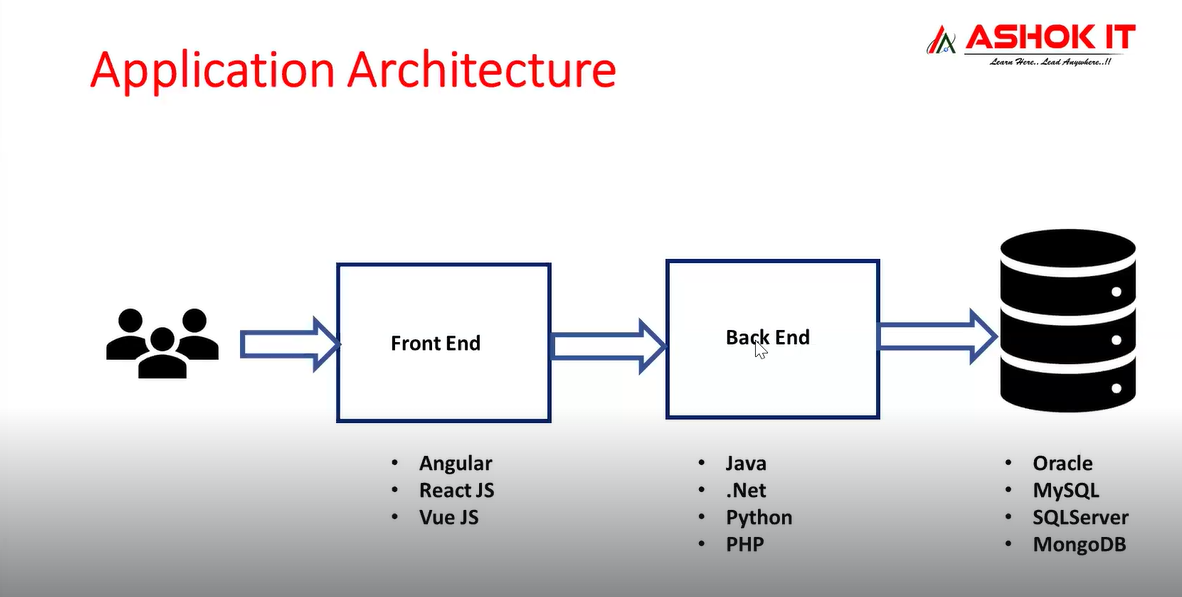 Application Architecture
ASHOK IT
Learn Here.. Lead Anywhere..!!
Front End
Back End
• Angular
• React JS
• Vue JS
• Java
• .Net
• Python
• PHP
• Oracle
• MySQL
• SQLServer
• MongoDB